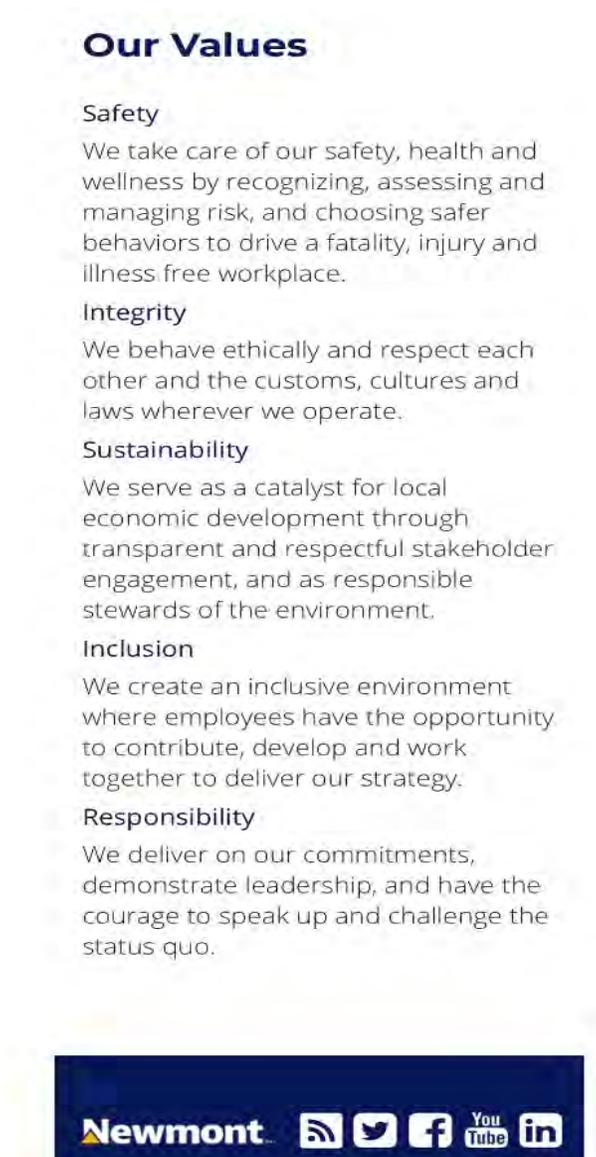 Our Values
Safety
We take care of our safety, health and
wellness by recognizing, assessing and
managing risk, and choosing safer
behaviors to drive a fatality, injury and
illness free workplace.
Integrity
We behave ethically and respect each
other and the customs, cultures and
laws wherever we operate.
Sustainability
We serve as a catalyst for local
economic development through
transparent and respectful stakeholder
engagement, and as responsible
stewards of the environment.
Inclusion
We create an inclusive environment
where employees have the opportunity
to contribute, develop and work
together to deliver our strategy.
Responsibility
We deliver on our commitments,
demonstrate leadership, and have the
courage to speak up and challenge the
status quo.
Newmont You Tube in